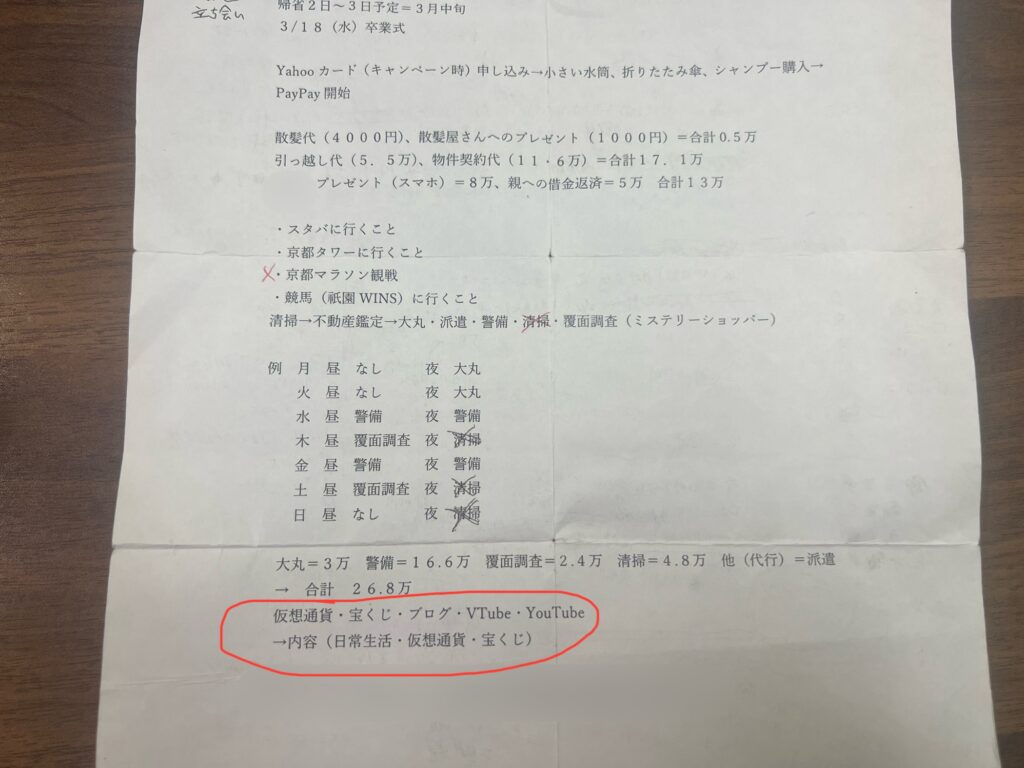 立ち会い
帰省2日~3日予定=3月中旬
3/18(水)卒業式
Yahooカード(キャンペーン時)申し込み→小さい水筒、折りたたみ傘、シャンプー購入→
PayPay開始
散髪代(4000円)、散髪屋さんへのプレゼント(1000円)=合計0.5万
引っ越し代(5.5万)、物件契約代(11・6万)=合計17.1万
プレゼント(スマホ)=8万、親への借金返済=5万 合計13万
・スタバに行くこと
・京都タワーに行くこと
×・京都マラソン観戦
・競馬(祇園WINS)に行くこと
清掃→不動産鑑定→大丸・派遣・警備・清掃・覆面調査(ミステリーショッパー)
例 月 昼 なし 夜 大丸
火 昼 なし 夜 大丸
水 昼 警備 夜 警備
木 昼 覆面調査 夜 清掃
金 昼 警備 夜 警備
土 昼 覆面調査 夜 清掃
日 昼 なし 夜 清掃
大丸=3万 警備=16.6万 覆面調査=2.4万 清掃=4.8万 他(代行)=派遣
→ 合計 26.8万
仮想通貨・宝くじ・ブログ・VTube・YouTube
→内容(日常生活・仮想通貨・宝くじ)